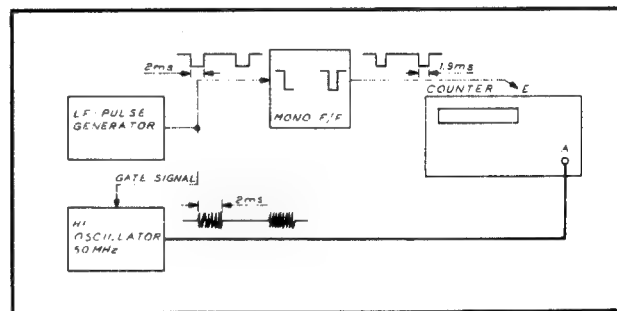 2ms
1.9ms
LF-PULSE
GENERATOR
MONO F/F
COUNTER E
A
GATE SIGNAL
2ms
HF
OSCILLATOR
50 MHz